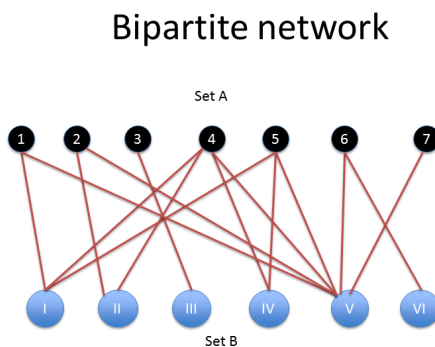 Bipartite network
Set A
1 2 3 4 5 6 7
I II III IV V VI
Set B